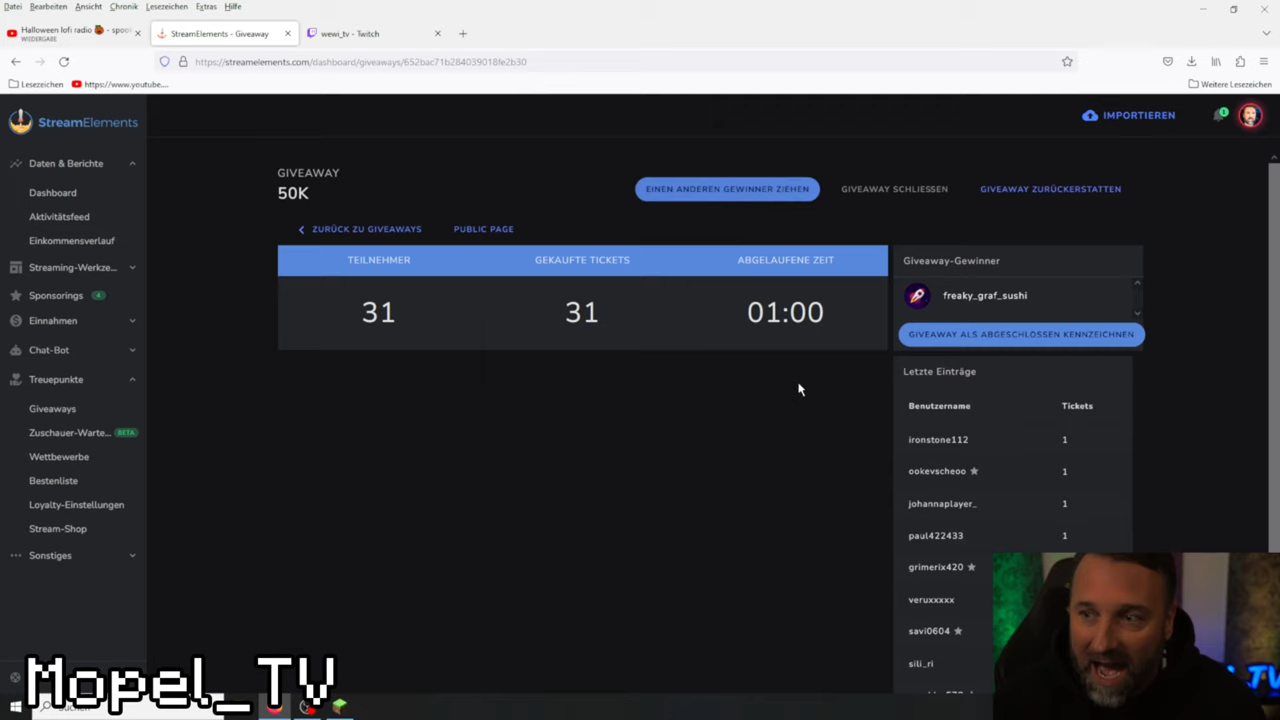 Datei Bearbeiten Ansicht Chronik Lesezeichen Extras Hilfe
Halloween lofi radio 🎃 - spoo
WIEDERGABE
StreamElements - Giveaway
wewi_tv - Twitch
https://streamelements.com/dashboard/giveaways/652bac71b284039018fe2b30
Lesezeichen
https://www.youtube....
Weitere Lesezeichen
StreamElements
IMPORTIEREN
Daten & Berichte
Dashboard
Aktivitätsfeed
Einkommensverlauf
Streaming-Werkze...
Sponsorings 4
Einnahmen
Chat-Bot
Treuepunkte
Giveaways
Zuschauer-Warte... BETA
Wettbewerbe
Bestenliste
Loyalty-Einstellungen
Stream-Shop
Sonstiges
GIVEAWAY
50K
EINEN ANDEREN GEWINNER ZIEHEN
GIVEAWAY SCHLIESSEN
GIVEAWAY ZURÜCKERSTATTEN
ZURÜCK ZU GIVEAWAYS
PUBLIC PAGE
TEILNEHMER GEKAUFTE TICKETS ABGELAUFENE ZEIT
31 31 01:00
Giveaway-Gewinner
freaky_graf_sushi
GIVEAWAY ALS ABGESCHLOSSEN KENNZEICHNEN
Letzte Einträge
Benutzername Tickets
ironstone112 1
ookevscheoo 1
johannaplayer_ 1
paul422433 1
grimerix420
veruxxxxx
savi0604
sili_ri
Mopel_TV